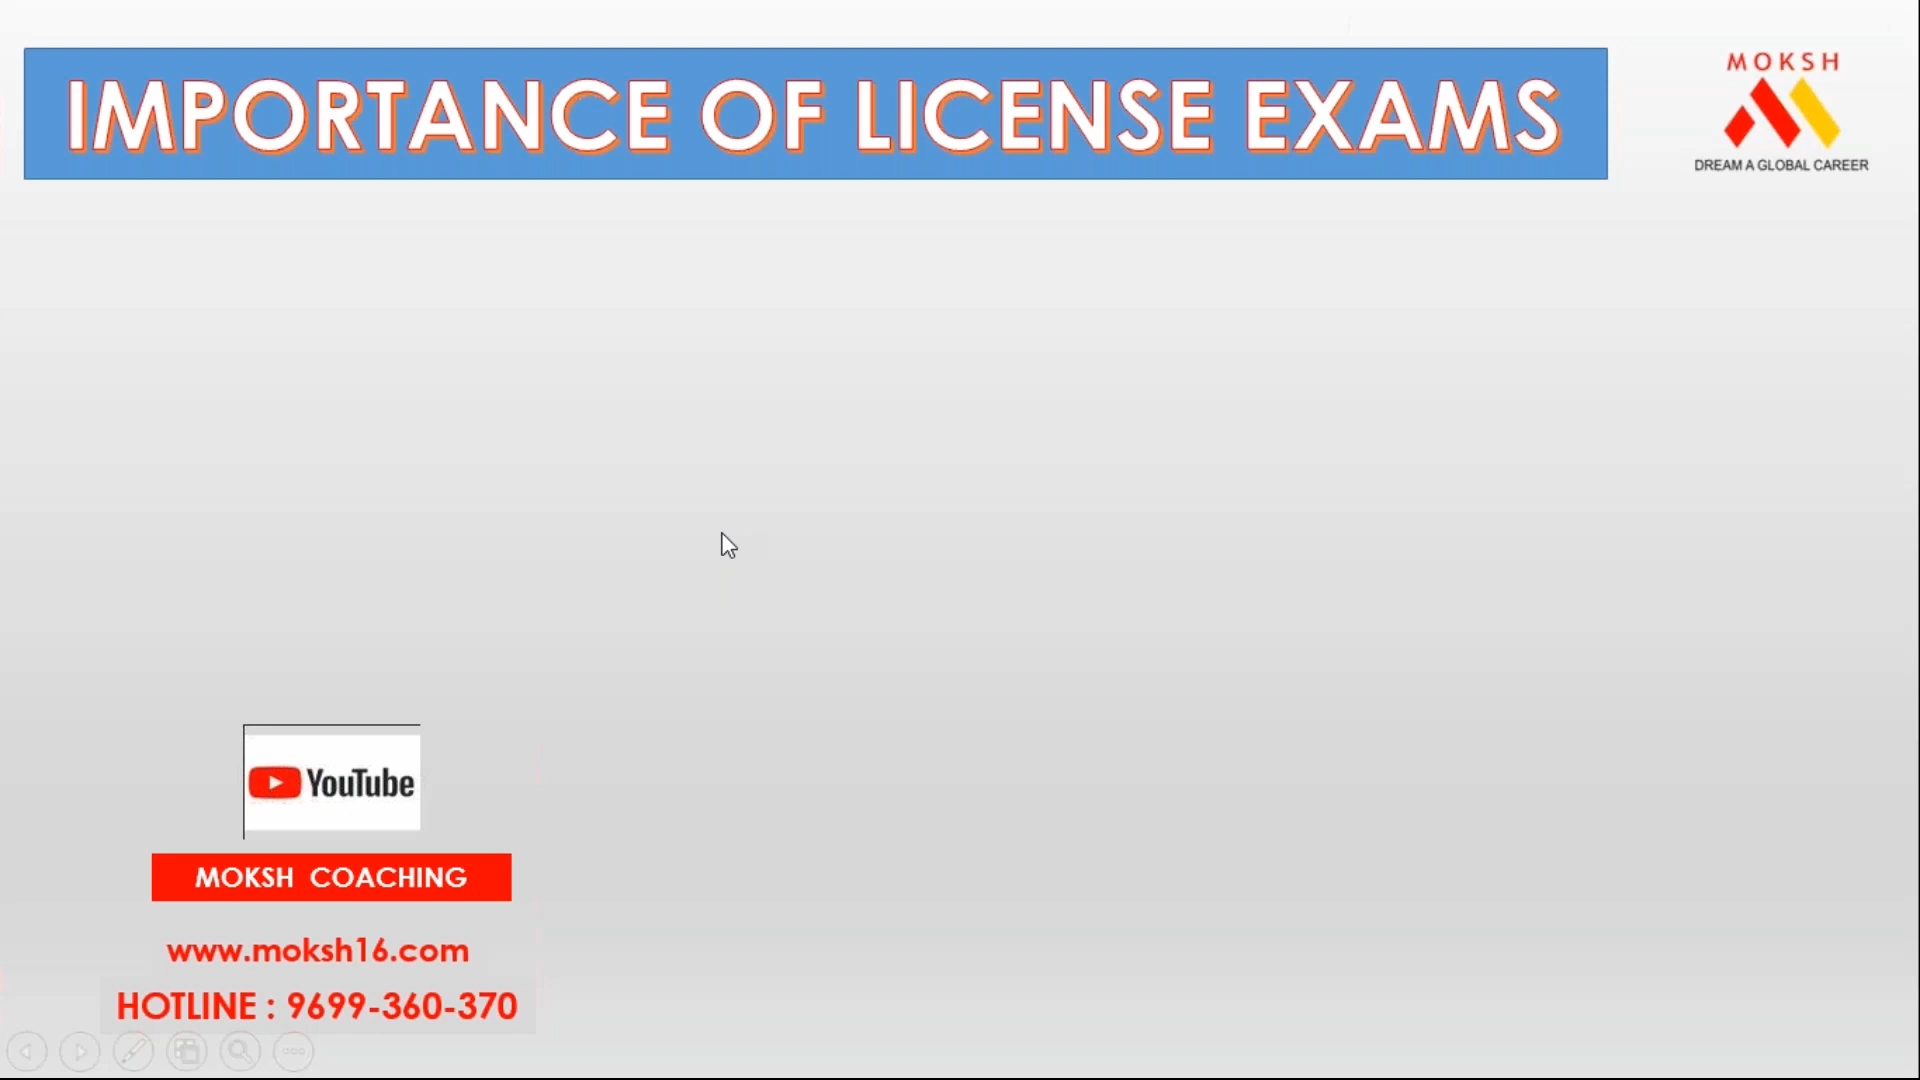 IMPORTANCE OF LICENSE EXAMS
MOKSH
DREAM A GLOBAL CAREER
YouTube
MOKSH COACHING
www.moksh16.com
HOTLINE : 9699-360-370